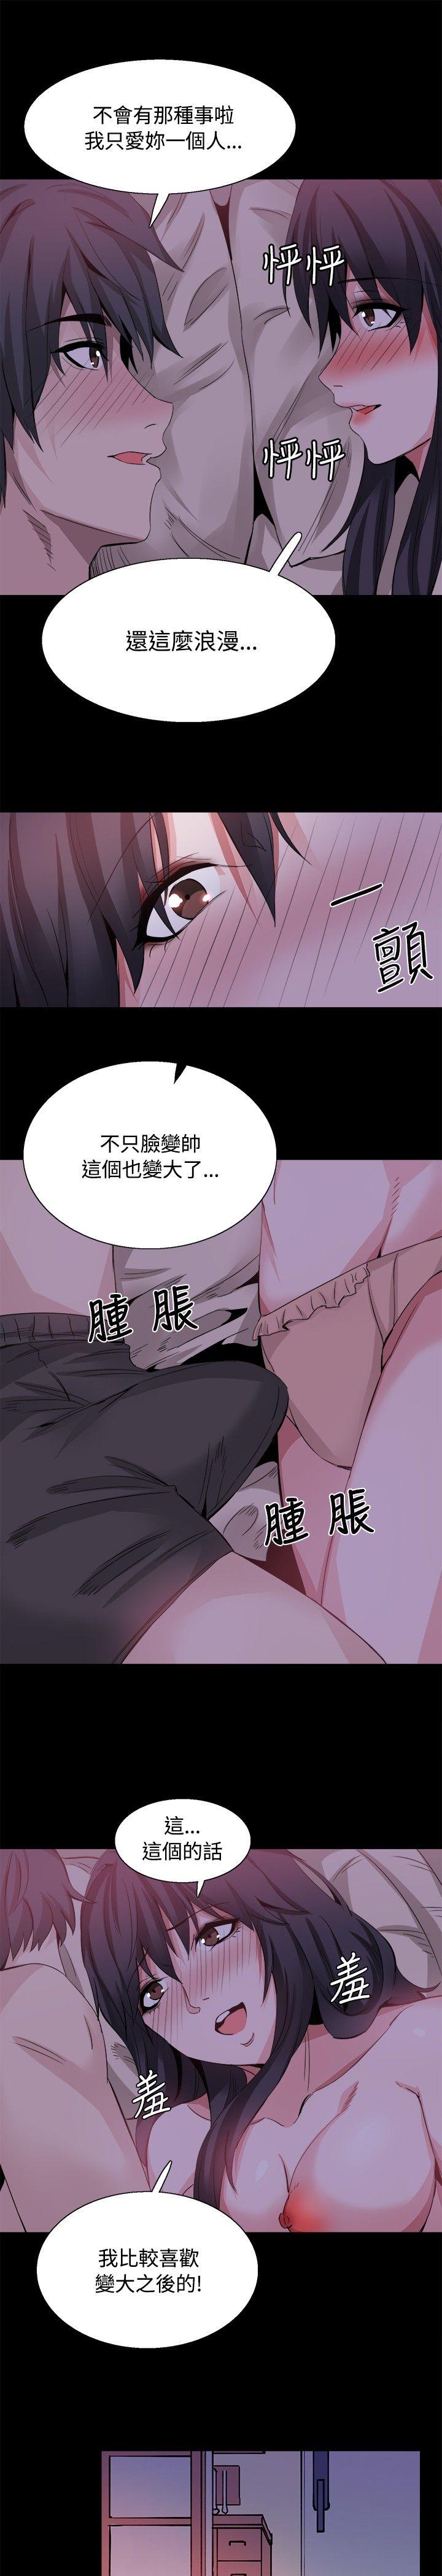 不會有那種事啦
我只愛妳一個人...
怦怦
怦怦
還這麼浪漫...
顫
不只臉變帥
這個也變大了...
腫脹
腫脹
這...
這個的話
羞
羞
我比較喜歡
變大之後的!